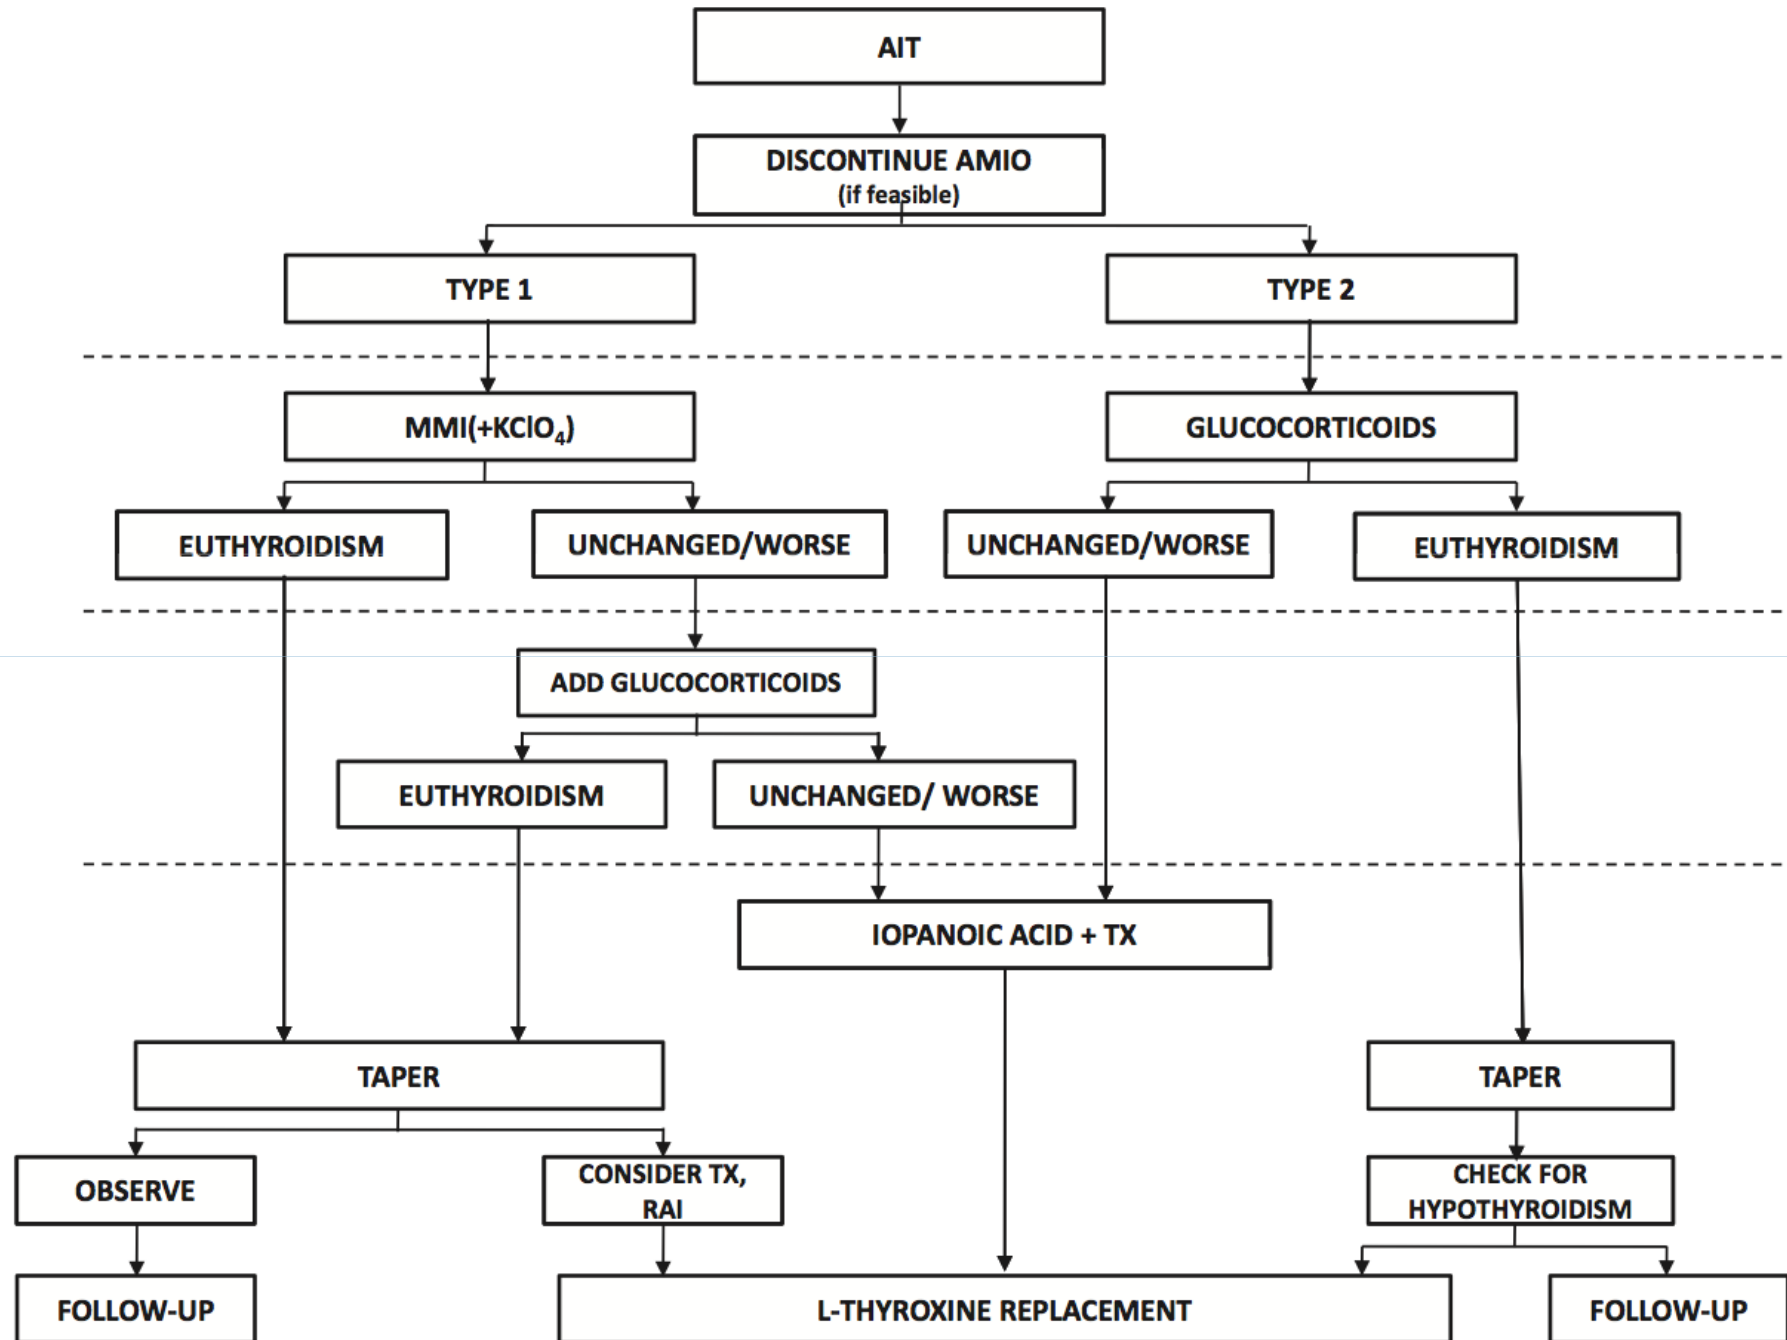 AIT
DISCONTINUE AMIO
(if feasible)
TYPE 1
TYPE 2
MMI(+KClO₄)
GLUCOCORTICOIDS
EUTHYROIDISM
UNCHANGED/WORSE
UNCHANGED/WORSE
EUTHYROIDISM
ADD GLUCOCORTICOIDS
EUTHYROIDISM
UNCHANGED/ WORSE
IOPANOIC ACID + TX
TAPER
TAPER
OBSERVE
CONSIDER TX,
RAI
CHECK FOR
HYPOTHYROIDISM
FOLLOW-UP
L-THYROXINE REPLACEMENT
FOLLOW-UP